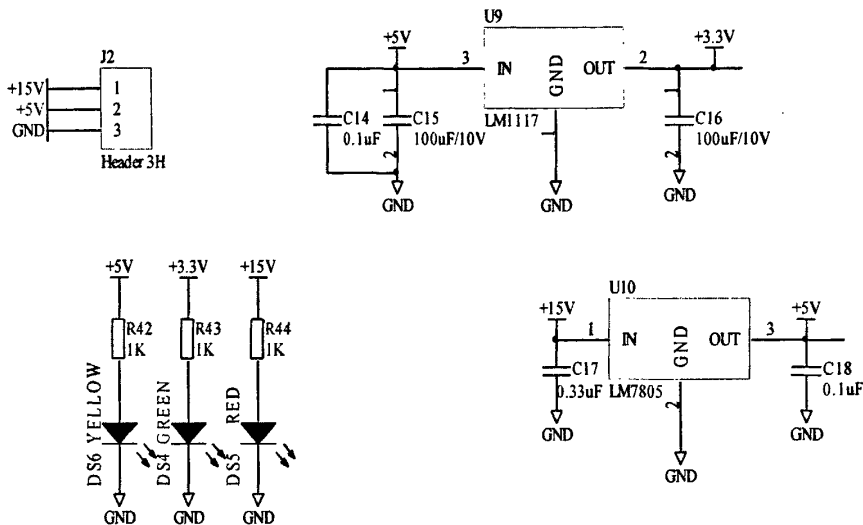 J2
+15V
1
+5V
2
GND
3
Header 3H
U9
+5V
3
IN
GND
OUT
2
+3.3V
LM1117
1
C14
0.1uF
1
C15
100uF/10V
2
GND
GND
1
C16
100uF/10V
2
GND
+5V
+3.3V
+15V
R42
1K
R43
1K
R44
1K
DS6 YELLOW
DS4 GREEN
DS5 RED
GND
GND
GND
U10
+15V
1
IN
GND
OUT
3
+5V
C17
0.33uF
LM7805
2
C18
0.1uF
GND
GND
GND